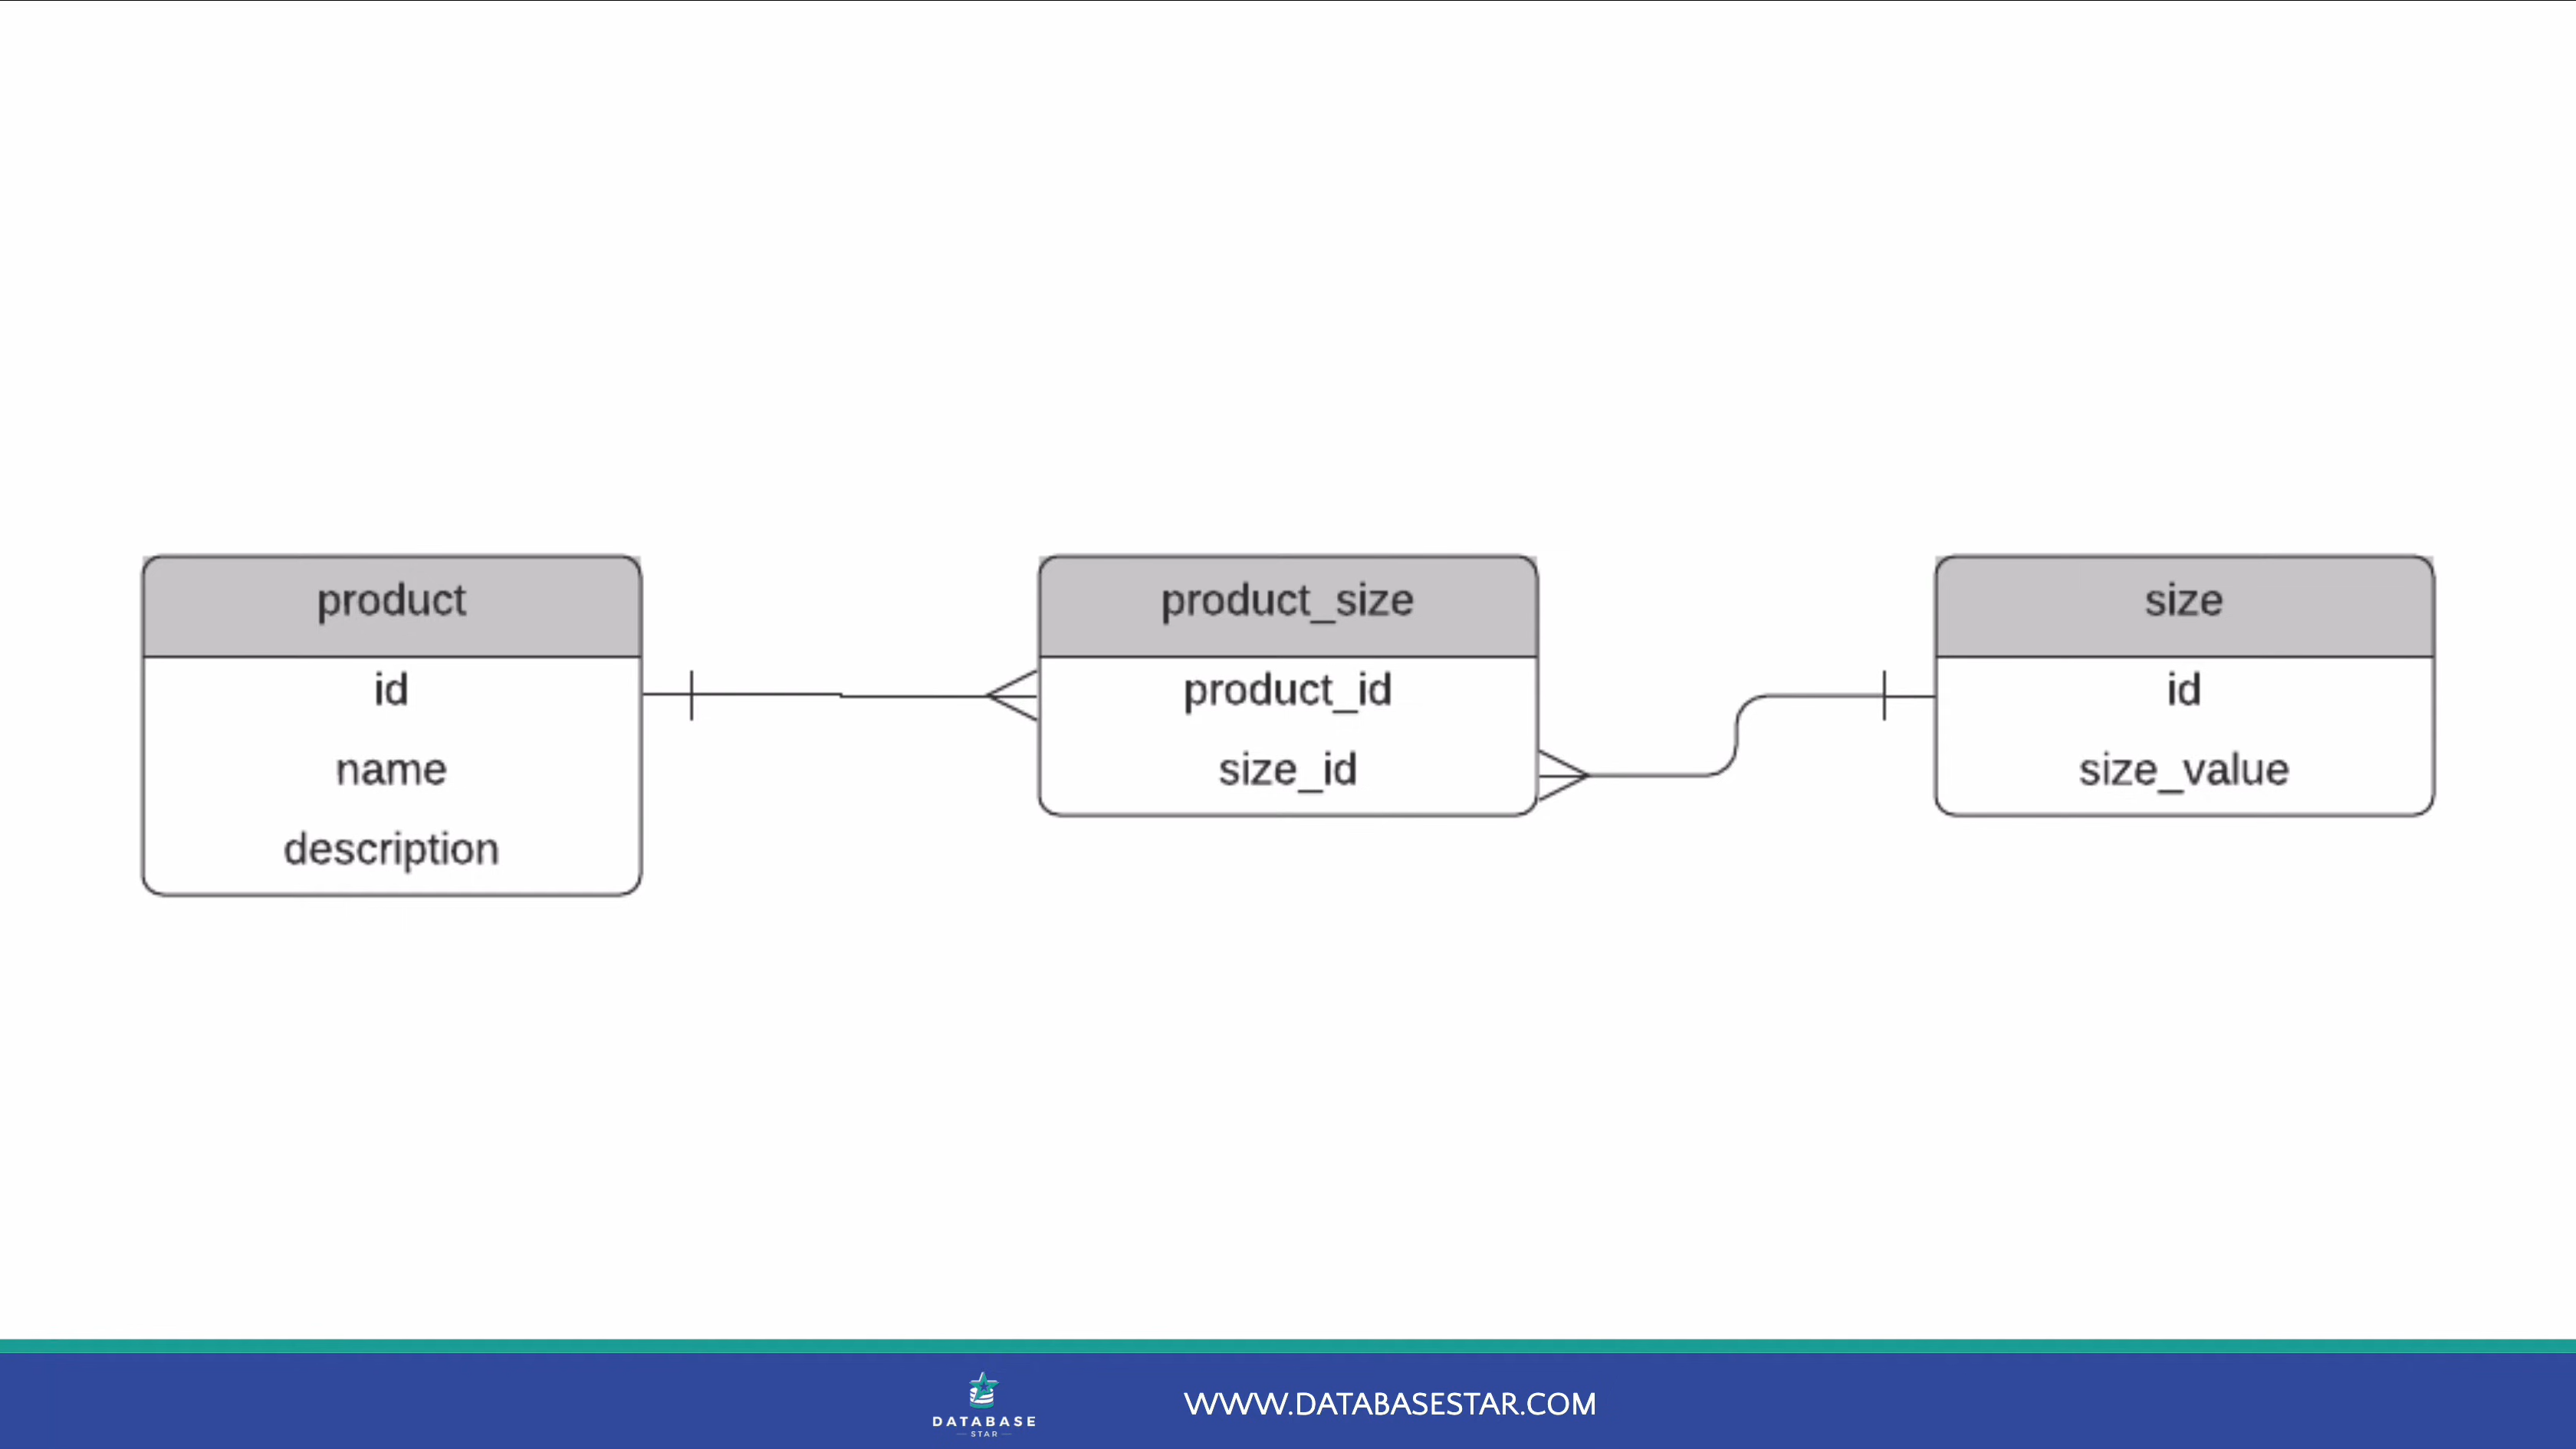 product
id
name
description
product_size
product_id
size_id
size
id
size_value
DATABASE
STAR
WWW.DATABASESTAR.COM